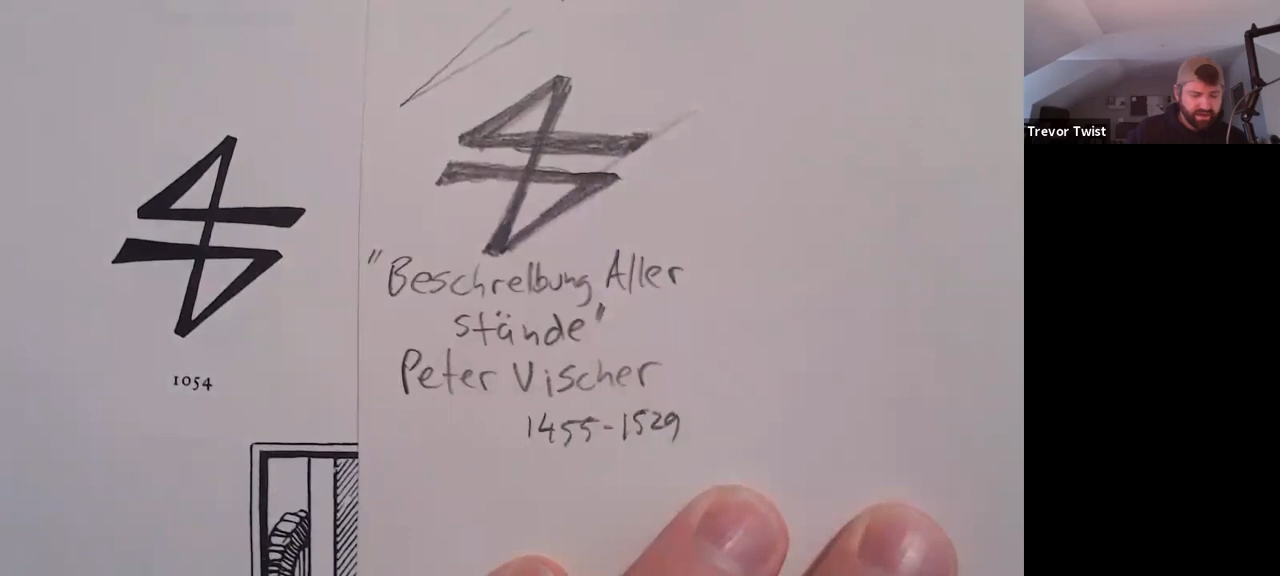 1054
"Beschrelbung Aller
stände"
Peter Vischer
1455-1529
Trevor Twist